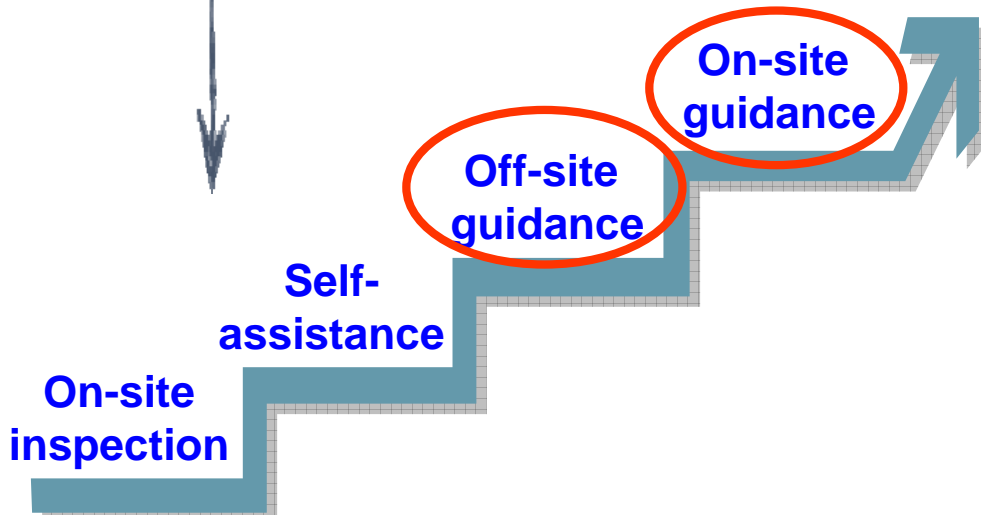 On-site
guidance
Off-site
guidance
Self-
assistance
On-site
inspection